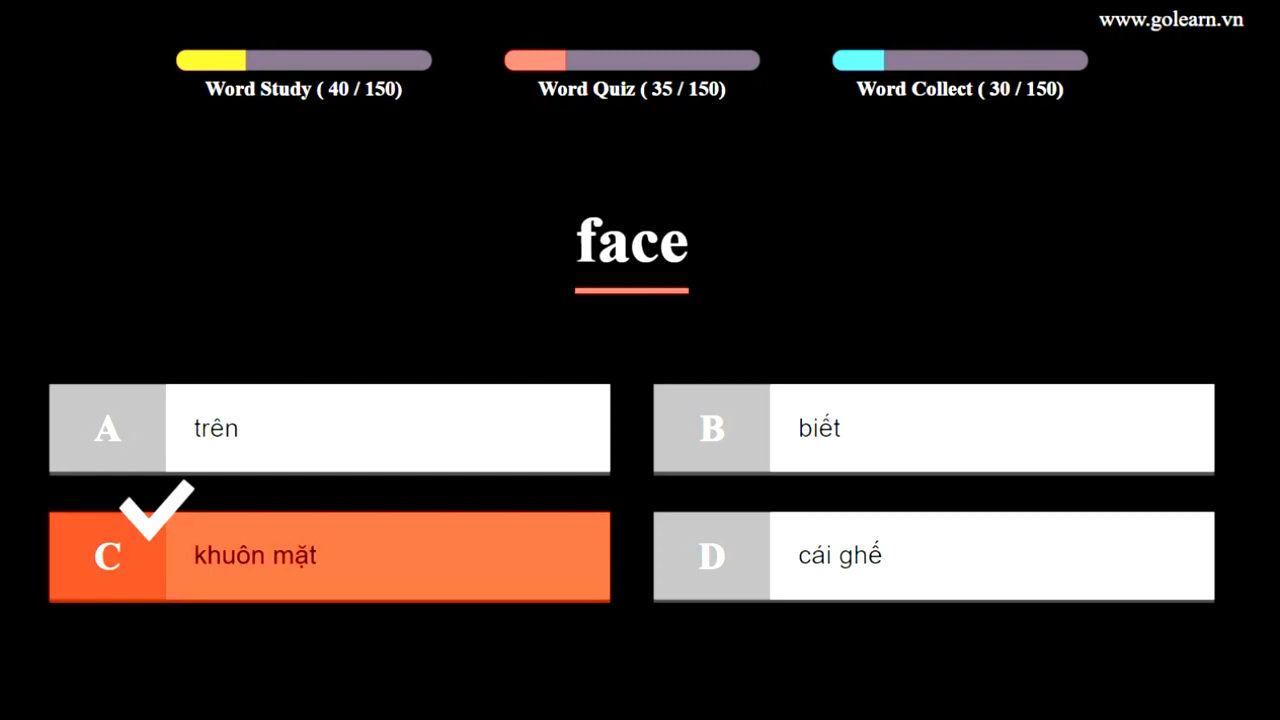 www.golearn.vn
Word Study ( 40 / 150)
Word Quiz ( 35 / 150)
Word Collect ( 30 / 150)
face
A trên
B biết
C khuôn mặt
D cái ghế